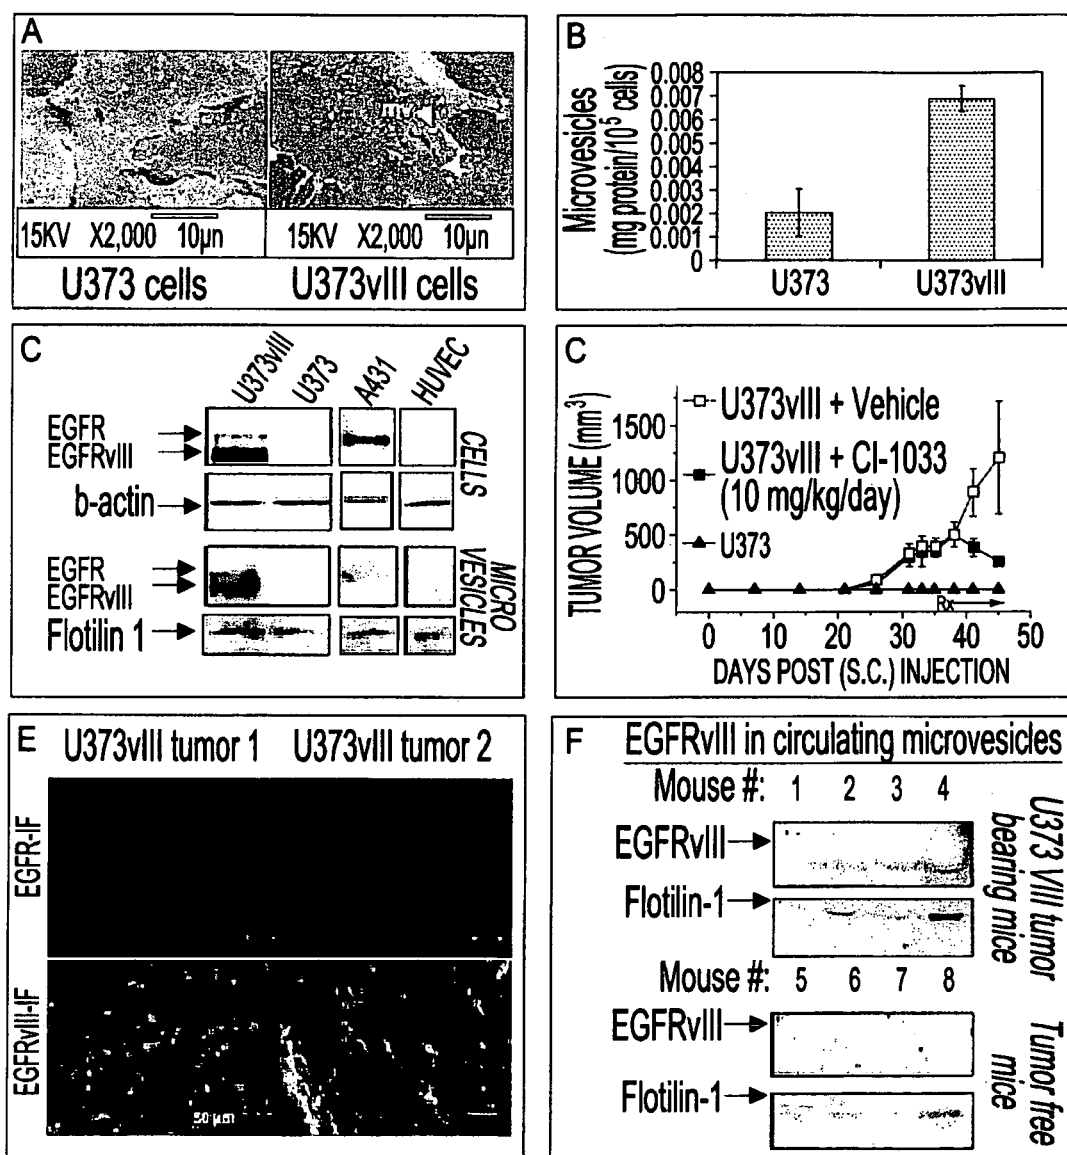 A
mv
15KV X2,000 10µn
15KV X2,000 10µn
U373 cells
U373vIII cells
B
Microvesicles
(mg protein/10⁵ cells)
0.008
0.007
0.006
0.005
0.004
0.003
0.002
0.001
0
U373
U373vIII
C
U373vIII
U373
A431
HUVEC
EGFR
EGFRvIII
b-actin
CELLS
EGFR
EGFRvIII
Flotilin 1
MICRO
VESICLES
C
TUMOR VOLUME (mm³)
1500
1000
500
0
U373vIII + Vehicle
U373vIII + CI-1033
(10 mg/kg/day)
U373
Rx
0 10 20 30 40 50
DAYS POST (S.C.) INJECTION
E
U373vIII tumor 1
U373vIII tumor 2
EGFR-IF
EGFRvIII-IF
50 µm
F
EGFRvIII in circulating microvesicles
Mouse #: 1 2 3 4
EGFRvIII
Flotilin-1
U373 VIII tumor
bearing mice
Mouse #: 5 6 7 8
EGFRvIII
Flotilin-1
Tumor free
mice